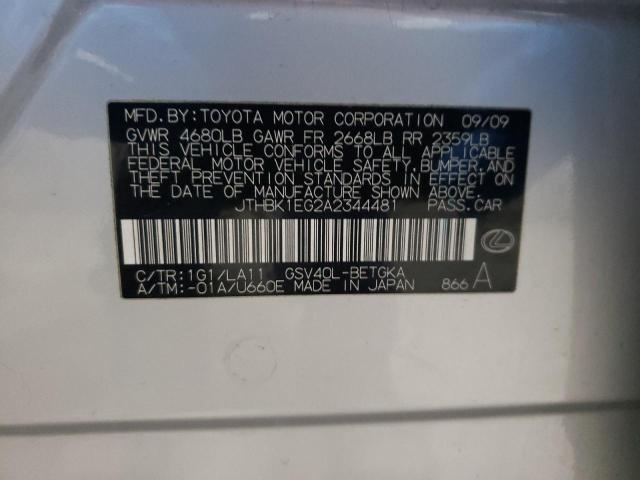 MFD.BY:TOYOTA MOTOR CORPORATION 09/09
GVWR 4680LB GAWR FR 2668LB RR 2359LB
THIS VEHICLE CONFORMS TO ALL APPLICABLE
FEDERAL MOTOR VEHICLE SAFETY, BUMPER, AND
THEFT PREVENTION STANDARDS IN EFFECT ON
THE DATE OF MANUFACTURE SHOWN ABOVE.
JTHBK1EG2A2344481 PASS.CAR
C/TR:1G1/LA11 GSV40L-BETGKA
A/TM:-01A/U660E MADE IN JAPAN 866 A